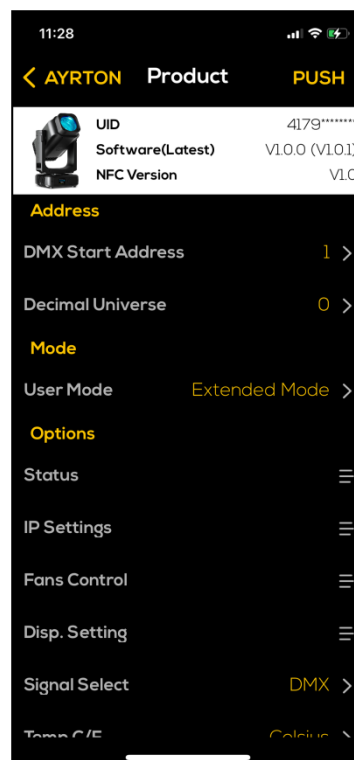 11:28
AYRTON Product PUSH
UID 4179********
Software(Latest) V1.0.0 (V1.0.1)
NFC Version V1.0
Address
DMX Start Address 1
Decimal Universe 0
Mode
User Mode Extended Mode
Options
Status
IP Settings
Fans Control
Disp. Setting
Signal Select DMX
Temp C/F Celsius